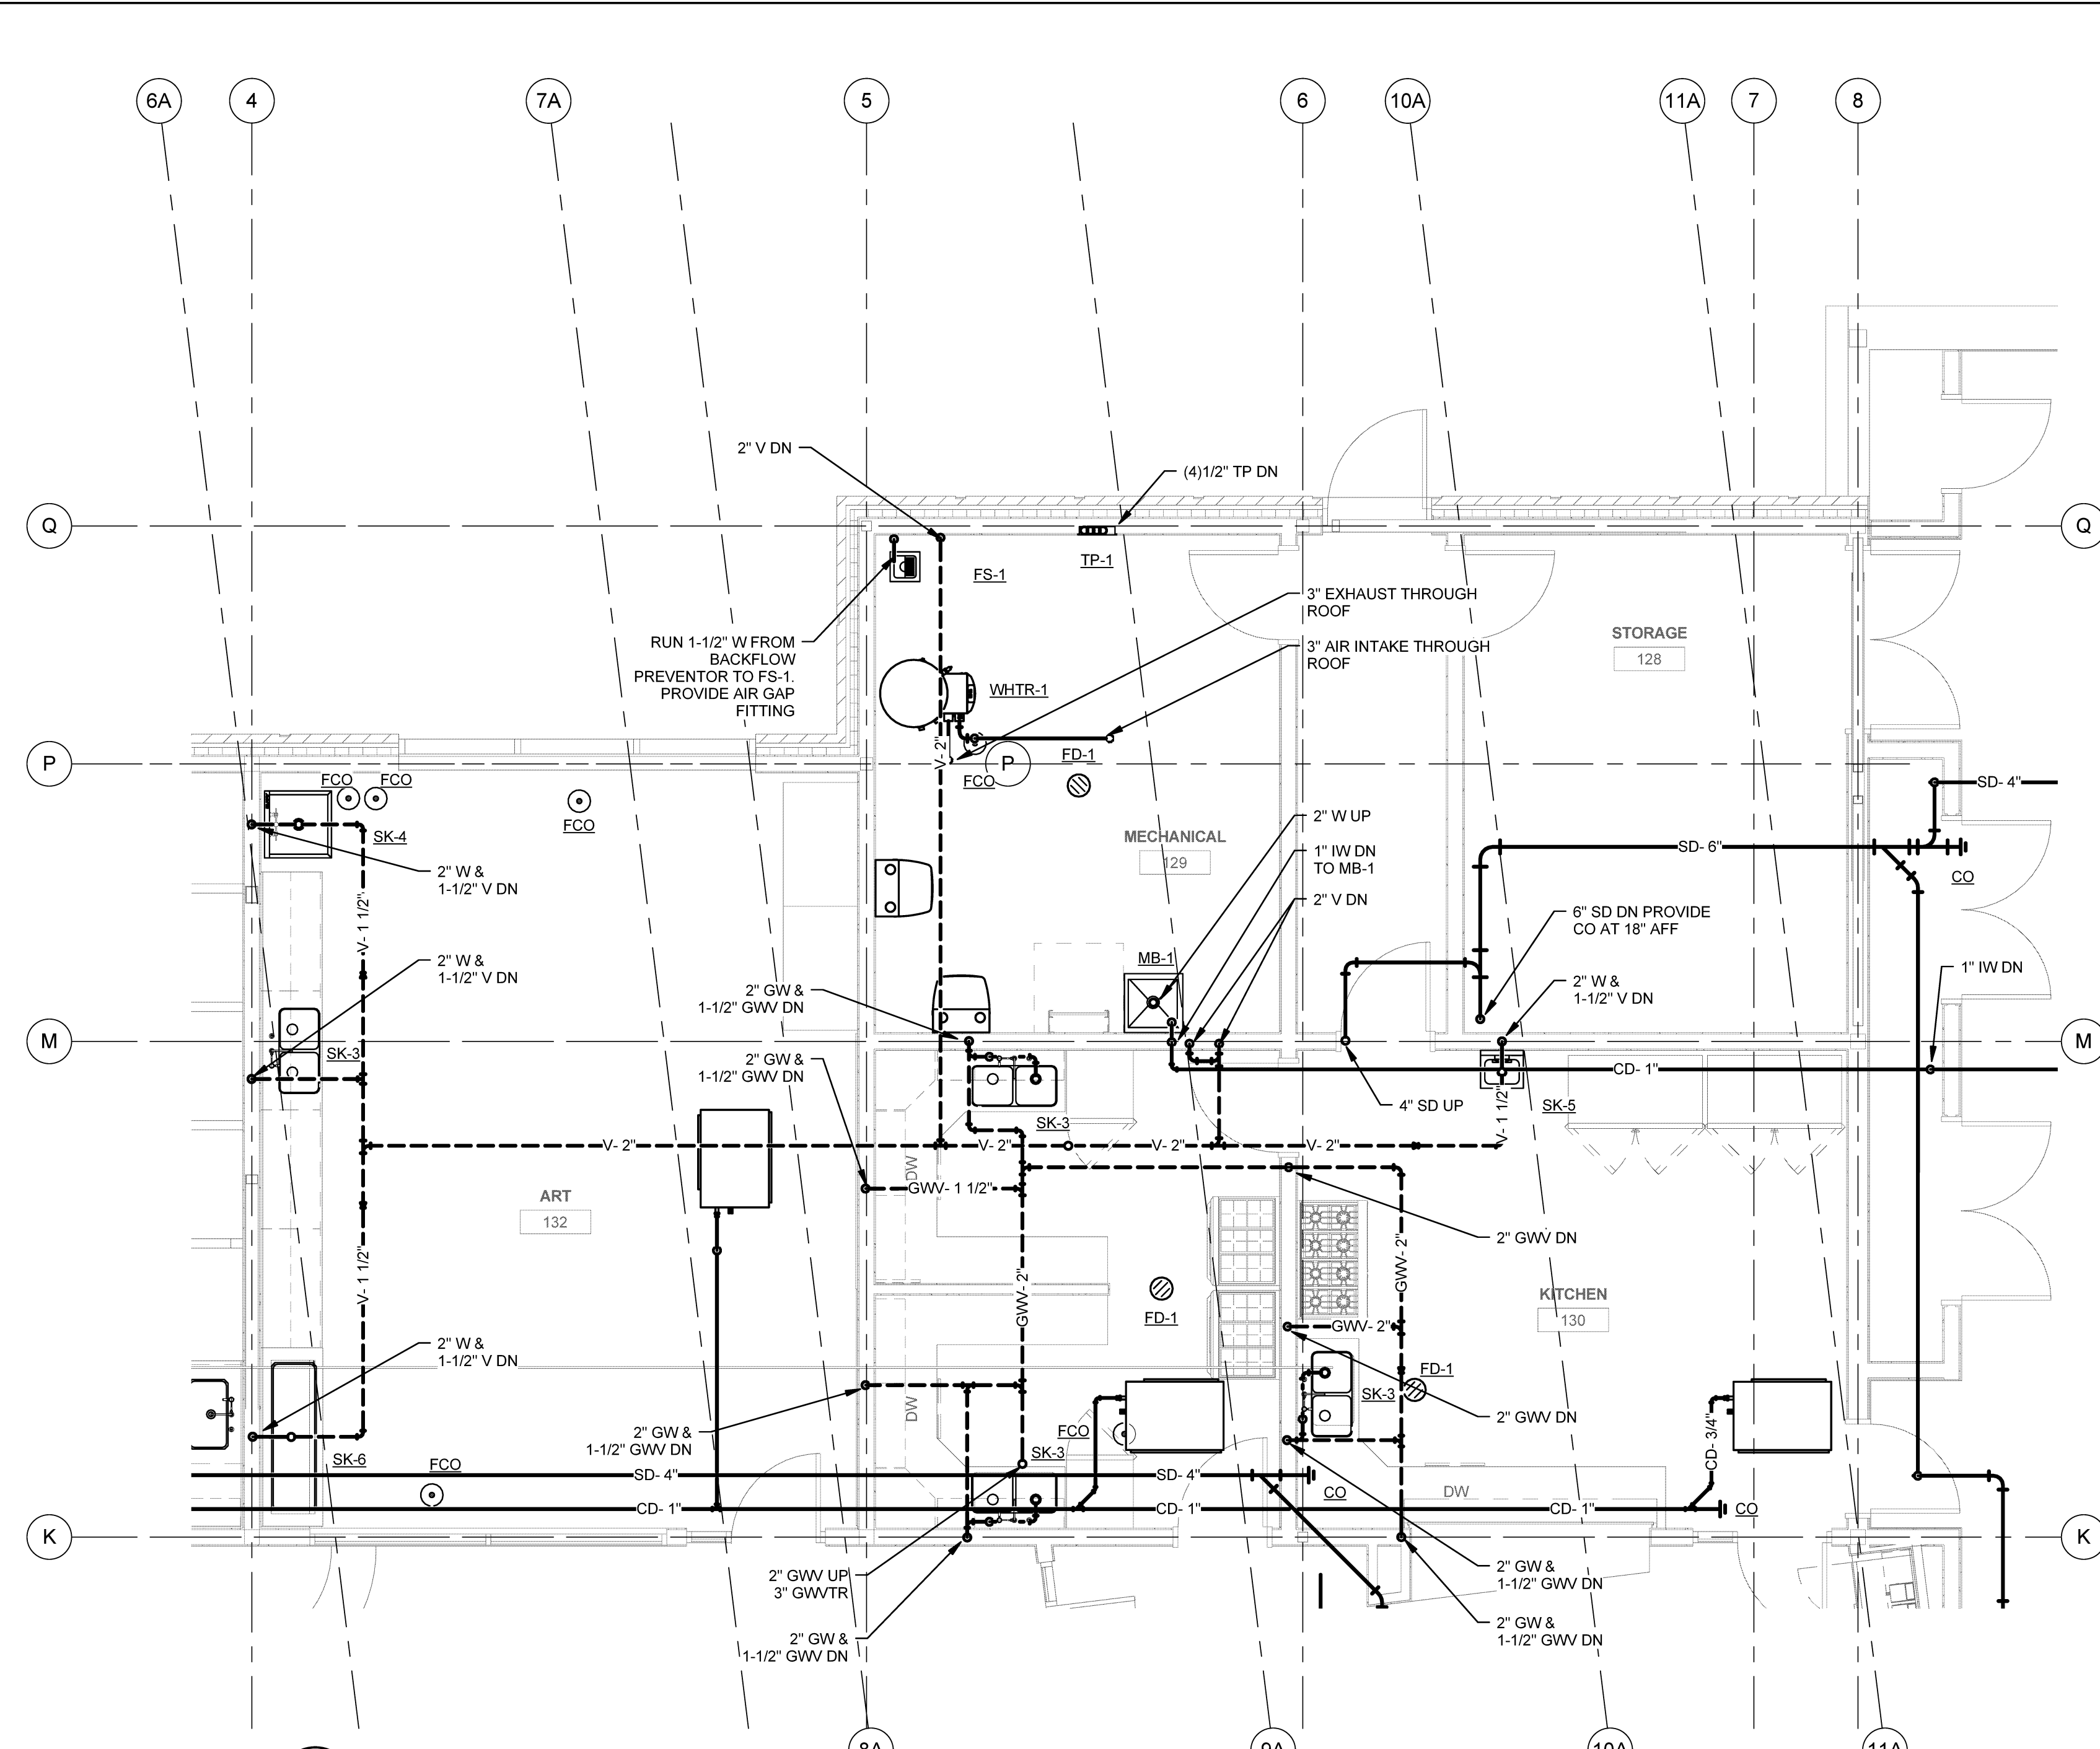 6A
4
7A
5
6
10A
11A
7
8
2" V DN
(4)1/2" TP DN
Q
Q
FS-1
TP-1
3" EXHAUST THROUGH
ROOF
RUN 1-1/2" W FROM
BACKFLOW
PREVENTOR TO FS-1.
PROVIDE AIR GAP
FITTING
3" AIR INTAKE THROUGH
ROOF
STORAGE
128
WHTR-1
V- 2"
P
P
FD-1
FCO
FCO
FCO
FCO
SD- 4"
SK-4
2" W &
1-1/2" V DN
MECHANICAL
129
2" W UP
1" IW DN
TO MB-1
2" V DN
SD- 6"
CO
V- 1 1/2"
6" SD DN PROVIDE
CO AT 18" AFF
2" W &
1-1/2" V DN
MB-1
2" GW &
1-1/2" GWV DN
2" W &
1-1/2" V DN
1" IW DN
M
M
SK-3
2" GW &
1-1/2" GWV DN
CD- 1"
4" SD UP
SK-5
V- 1 1/2"
SK-3
V- 2"
V- 2"
V- 2"
V- 2"
DW
GWV- 1 1/2"
ART
132
2" GWV DN
V- 1 1/2"
GWV- 2"
GWV- 2"
KITCHEN
130
FD-1
GWV- 2"
2" W &
1-1/2" V DN
FD-1
SK-3
DW
2" GWV DN
2" GW &
1-1/2" GWV DN
FCO
CD- 3/4"
SK-6
FCO
SK-3
SD- 4"
SD- 4"
CO
DW
CD- 1"
CD- 1"
CD- 1"
CO
K
K
2" GWV UP
3" GWVTR
2" GW &
1-1/2" GWV DN
2" GW &
1-1/2" GWV DN
2" GW &
1-1/2" GWV DN
8A
9A
10A
11A